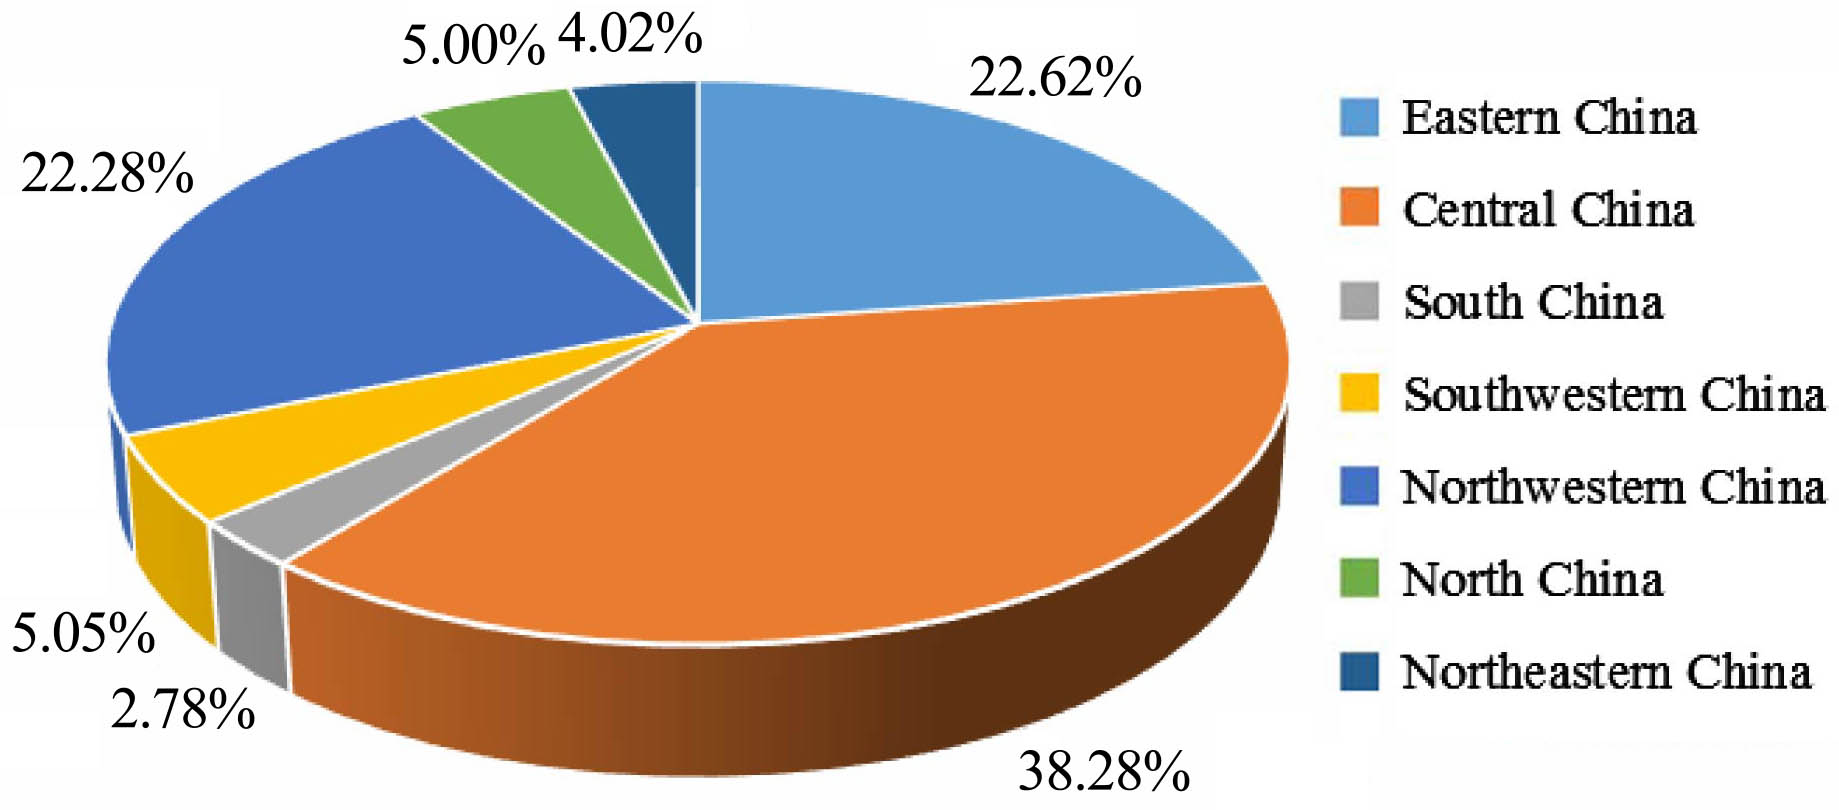 5.00%
4.02%
22.62%
22.28%
5.05%
2.78%
38.28%
Eastern China
Central China
South China
Southwestern China
Northwestern China
North China
Northeastern China